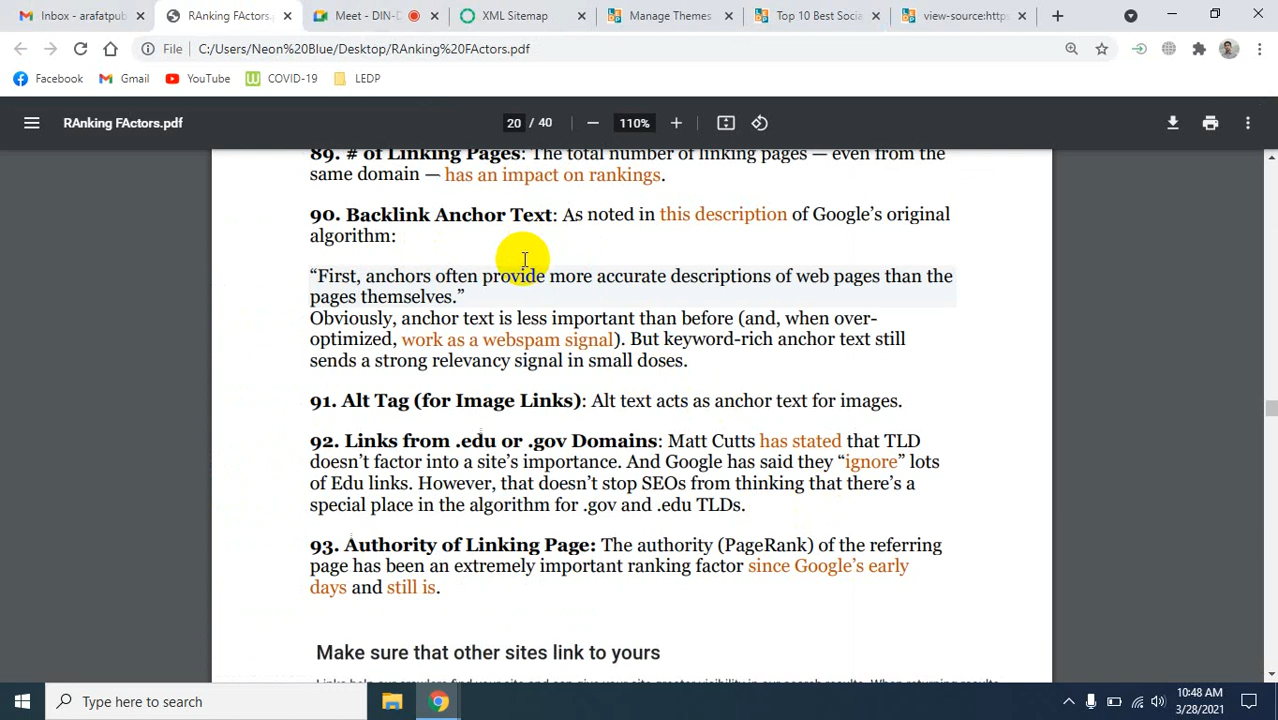 Inbox - arafatpub
RAnking FActors.
Meet - DIN-D
XML Sitemap
Manage Themes
Top 10 Best Socia
view-source:https
File
C:/Users/Neon%20Blue/Desktop/RAnking%20FActors.pdf
Facebook
Gmail
YouTube
COVID-19
LEDP
RAnking FActors.pdf
20 / 40
110%
89. # of Linking Pages: The total number of linking pages — even from the
same domain — has an impact on rankings.
90. Backlink Anchor Text: As noted in this description of Google’s original
algorithm:
“First, anchors often provide more accurate descriptions of web pages than the
pages themselves.”
Obviously, anchor text is less important than before (and, when over-
optimized, work as a webspam signal). But keyword-rich anchor text still
sends a strong relevancy signal in small doses.
91. Alt Tag (for Image Links): Alt text acts as anchor text for images.
92. Links from .edu or .gov Domains: Matt Cutts has stated that TLD
doesn’t factor into a site’s importance. And Google has said they “ignore” lots
of Edu links. However, that doesn’t stop SEOs from thinking that there’s a
special place in the algorithm for .gov and .edu TLDs.
93. Authority of Linking Page: The authority (PageRank) of the referring
page has been an extremely important ranking factor since Google’s early
days and still is.
Make sure that other sites link to yours
Type here to search
10:48 AM
3/28/2021